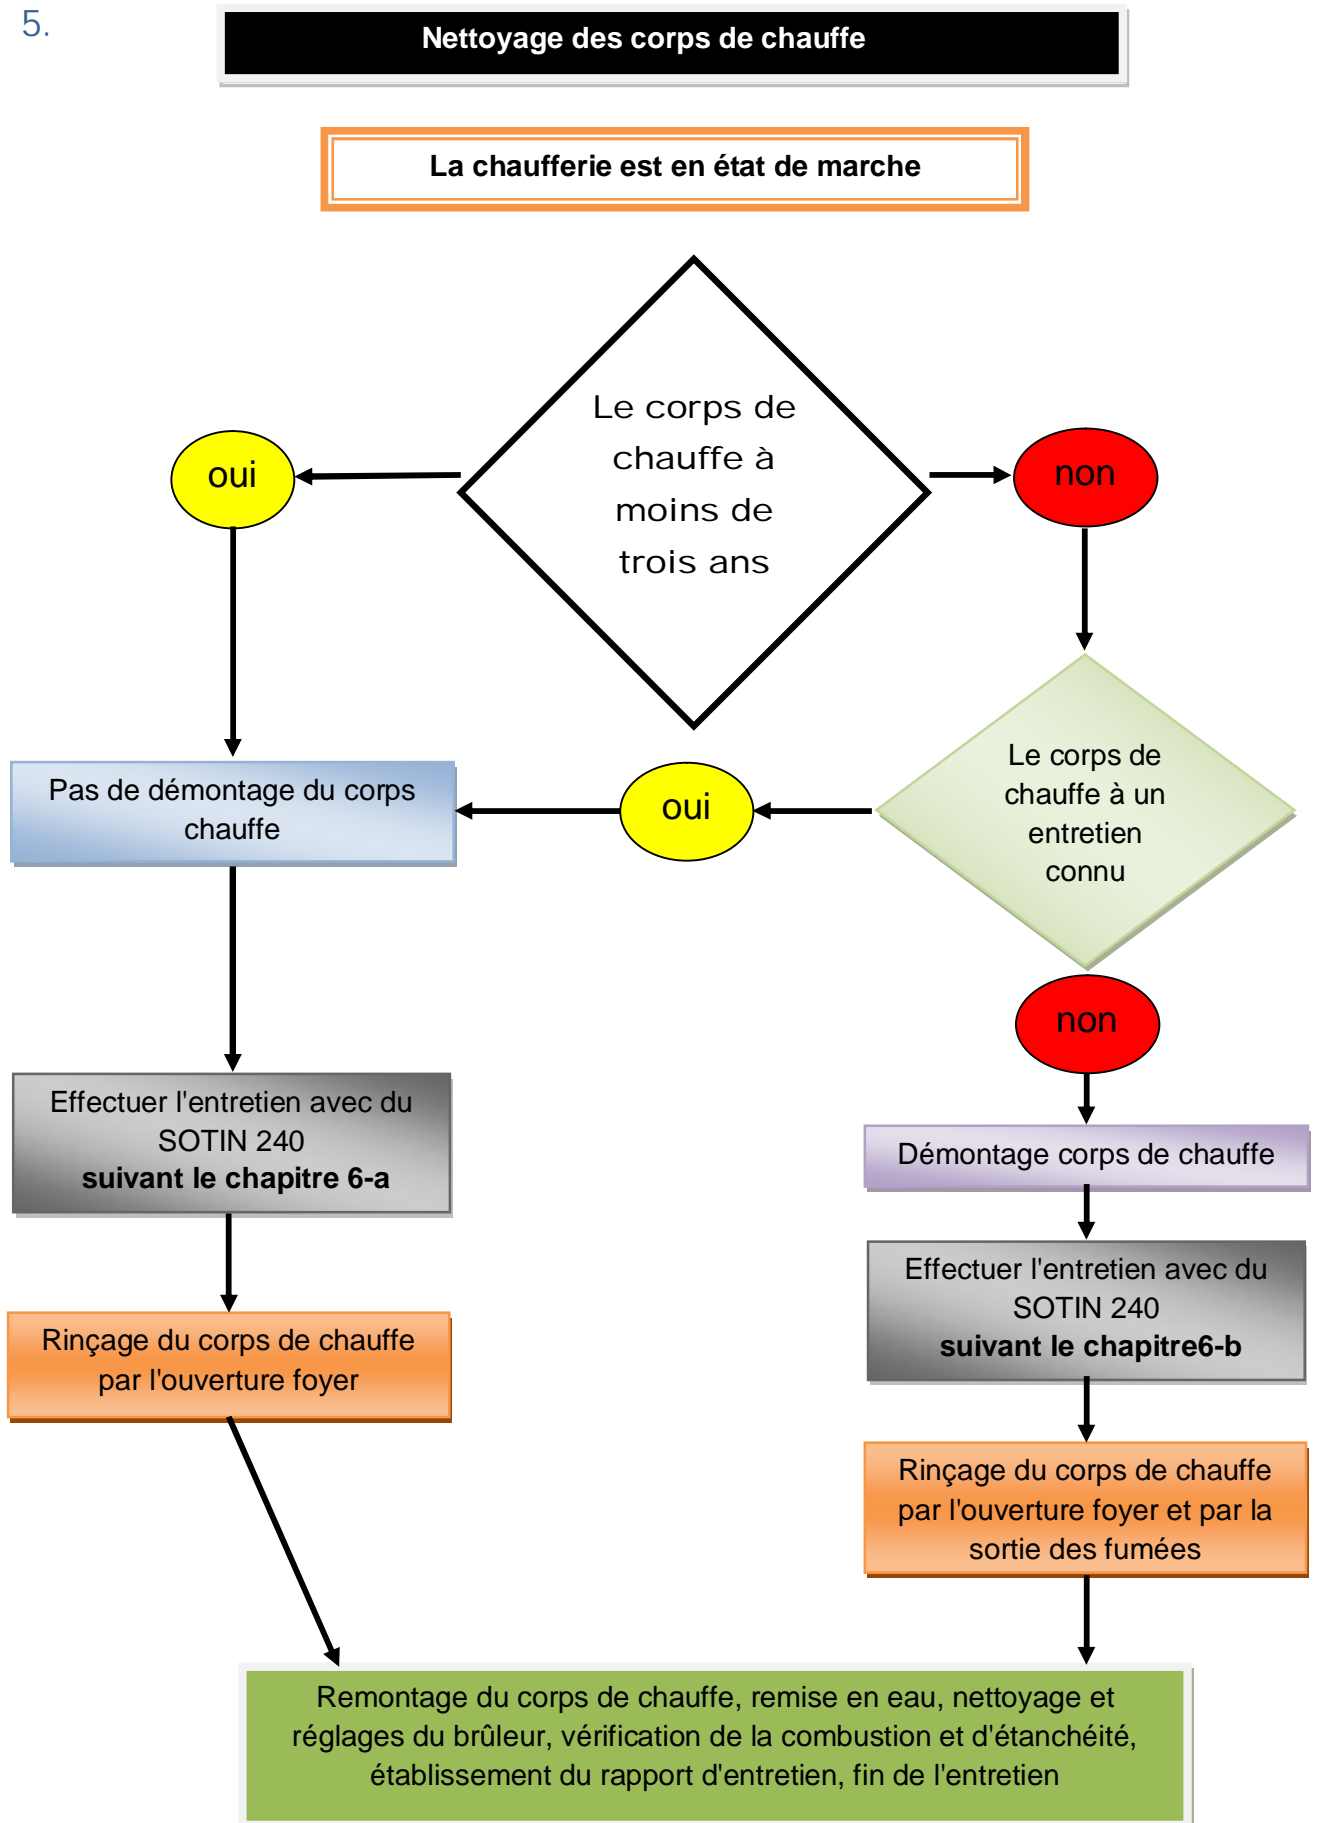 5.
Nettoyage des corps de chauffe
La chaufferie est en état de marche
Le corps de
chauffe à
moins de
trois ans
oui
non
Le corps de
chauffe à un
entretien
connu
oui
Pas de démontage du corps
chauffe
non
Effectuer l'entretien avec du
SOTIN 240
suivant le chapitre 6-a
Démontage corps de chauffe
Effectuer l'entretien avec du
SOTIN 240
suivant le chapitre6-b
Rinçage du corps de chauffe
par l'ouverture foyer
Rinçage du corps de chauffe
par l'ouverture foyer et par la
sortie des fumées
Remontage du corps de chauffe, remise en eau, nettoyage et
réglages du brûleur, vérification de la combustion et d'étanchéité,
établissement du rapport d'entretien, fin de l'entretien